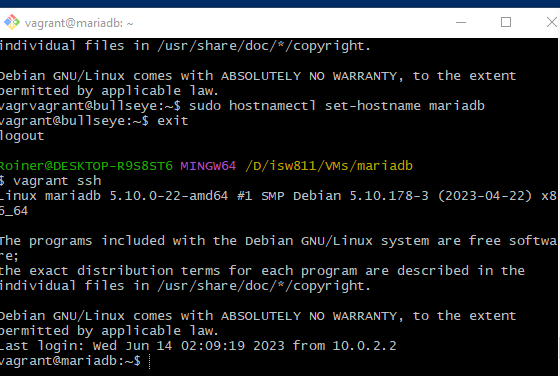 vagrant@mariadb: ~
individual files in /usr/share/doc/*/copyright.
Debian GNU/Linux comes with ABSOLUTELY NO WARRANTY, to the extent
permitted by applicable law.
vagrvagrant@bullseye:~$ sudo hostnamectl set-hostname mariadb
vagrant@bullseye:~$ exit
logout
Roiner@DESKTOP-R9S8ST6 MINGW64 /D/isw811/VMs/mariadb
$ vagrant ssh
Linux mariadb 5.10.0-22-amd64 #1 SMP Debian 5.10.178-3 (2023-04-22) x8
6_64
The programs included with the Debian GNU/Linux system are free softwa
re;
the exact distribution terms for each program are described in the
individual files in /usr/share/doc/*/copyright.
Debian GNU/Linux comes with ABSOLUTELY NO WARRANTY, to the extent
permitted by applicable law.
Last login: Wed Jun 14 02:09:19 2023 from 10.0.2.2
vagrant@mariadb:~$